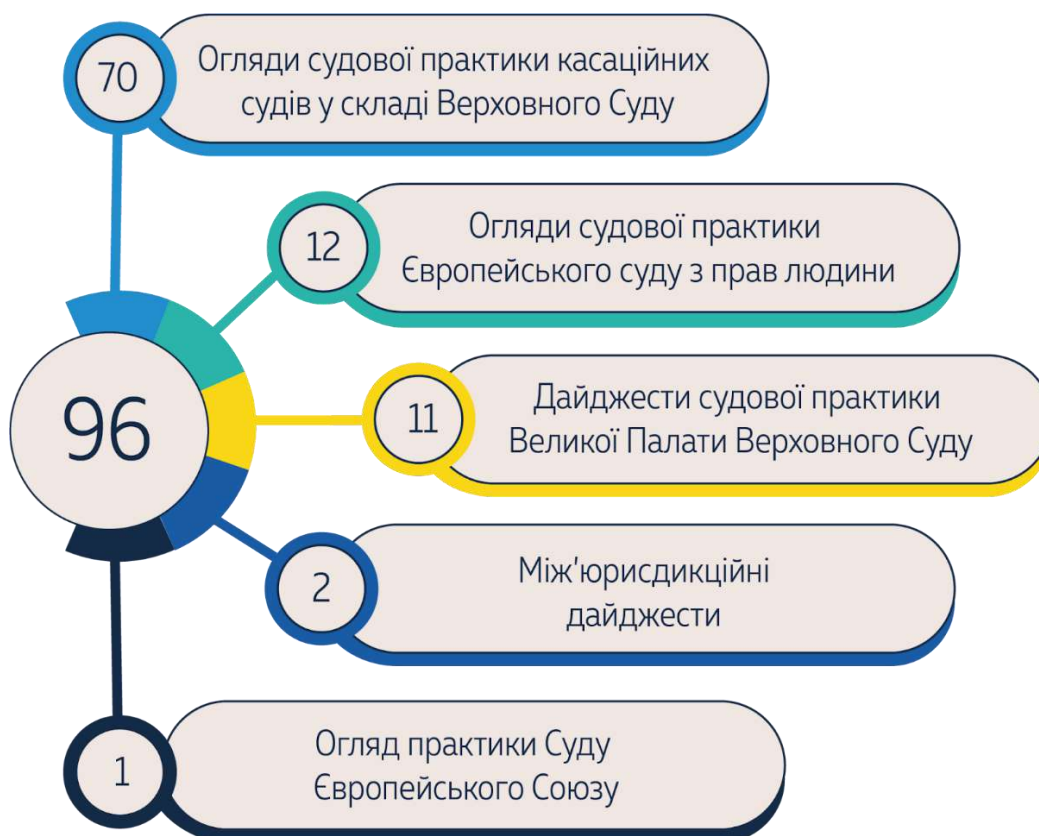 70
Огляди судової практики касаційних
судів у складі Верховного Суду
12
Огляди судової практики
Європейського суду з прав людини
96
11
Дайджести судової практики
Великої Палати Верховного Суду
2
Між'юрисдикційні
дайджести
1
Огляд практики Суду
Європейського Союзу